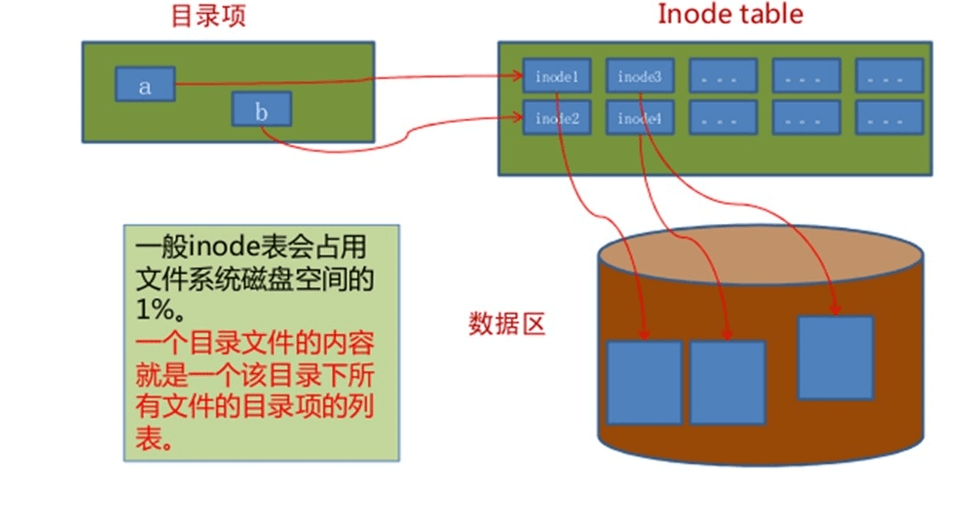 目录项
Inode table
a
b
inode1
inode3
...
...
...
inode2
inode4
...
...
...
一般inode表会占用
文件系统磁盘空间的
1%。
一个目录文件的内容
就是一个该目录下所
有文件的目录项的列
表。
数据区